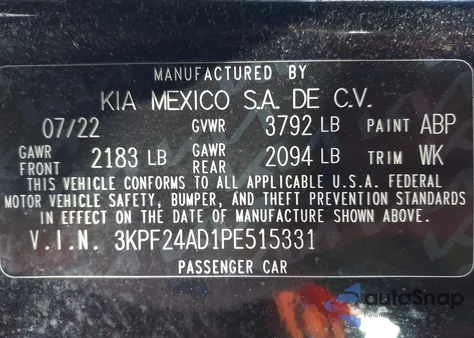 MANUFACTURED BY
KIA MEXICO S.A. DE C.V.
07/22 GVWR 3792 LB PAINT ABP
GAWR FRONT 2183 LB GAWR REAR 2094 LB TRIM WK
THIS VEHICLE CONFORMS TO ALL APPLICABLE U.S.A. FEDERAL
MOTOR VEHICLE SAFETY, BUMPER, AND THEFT PREVENTION STANDARDS
IN EFFECT ON THE DATE OF MANUFACTURE SHOWN ABOVE.
V.I.N. 3KPF24AD1PE515331
PASSENGER CAR
autoSnap